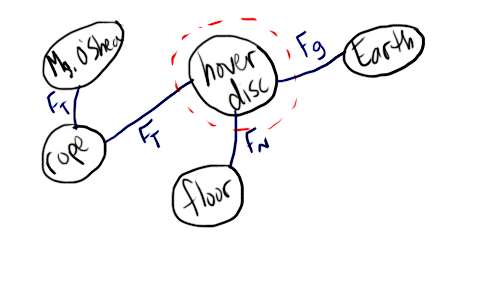 Ms. O'Shea
hover
disc
Fg
Earth
FT
rope
FT
FN
floor